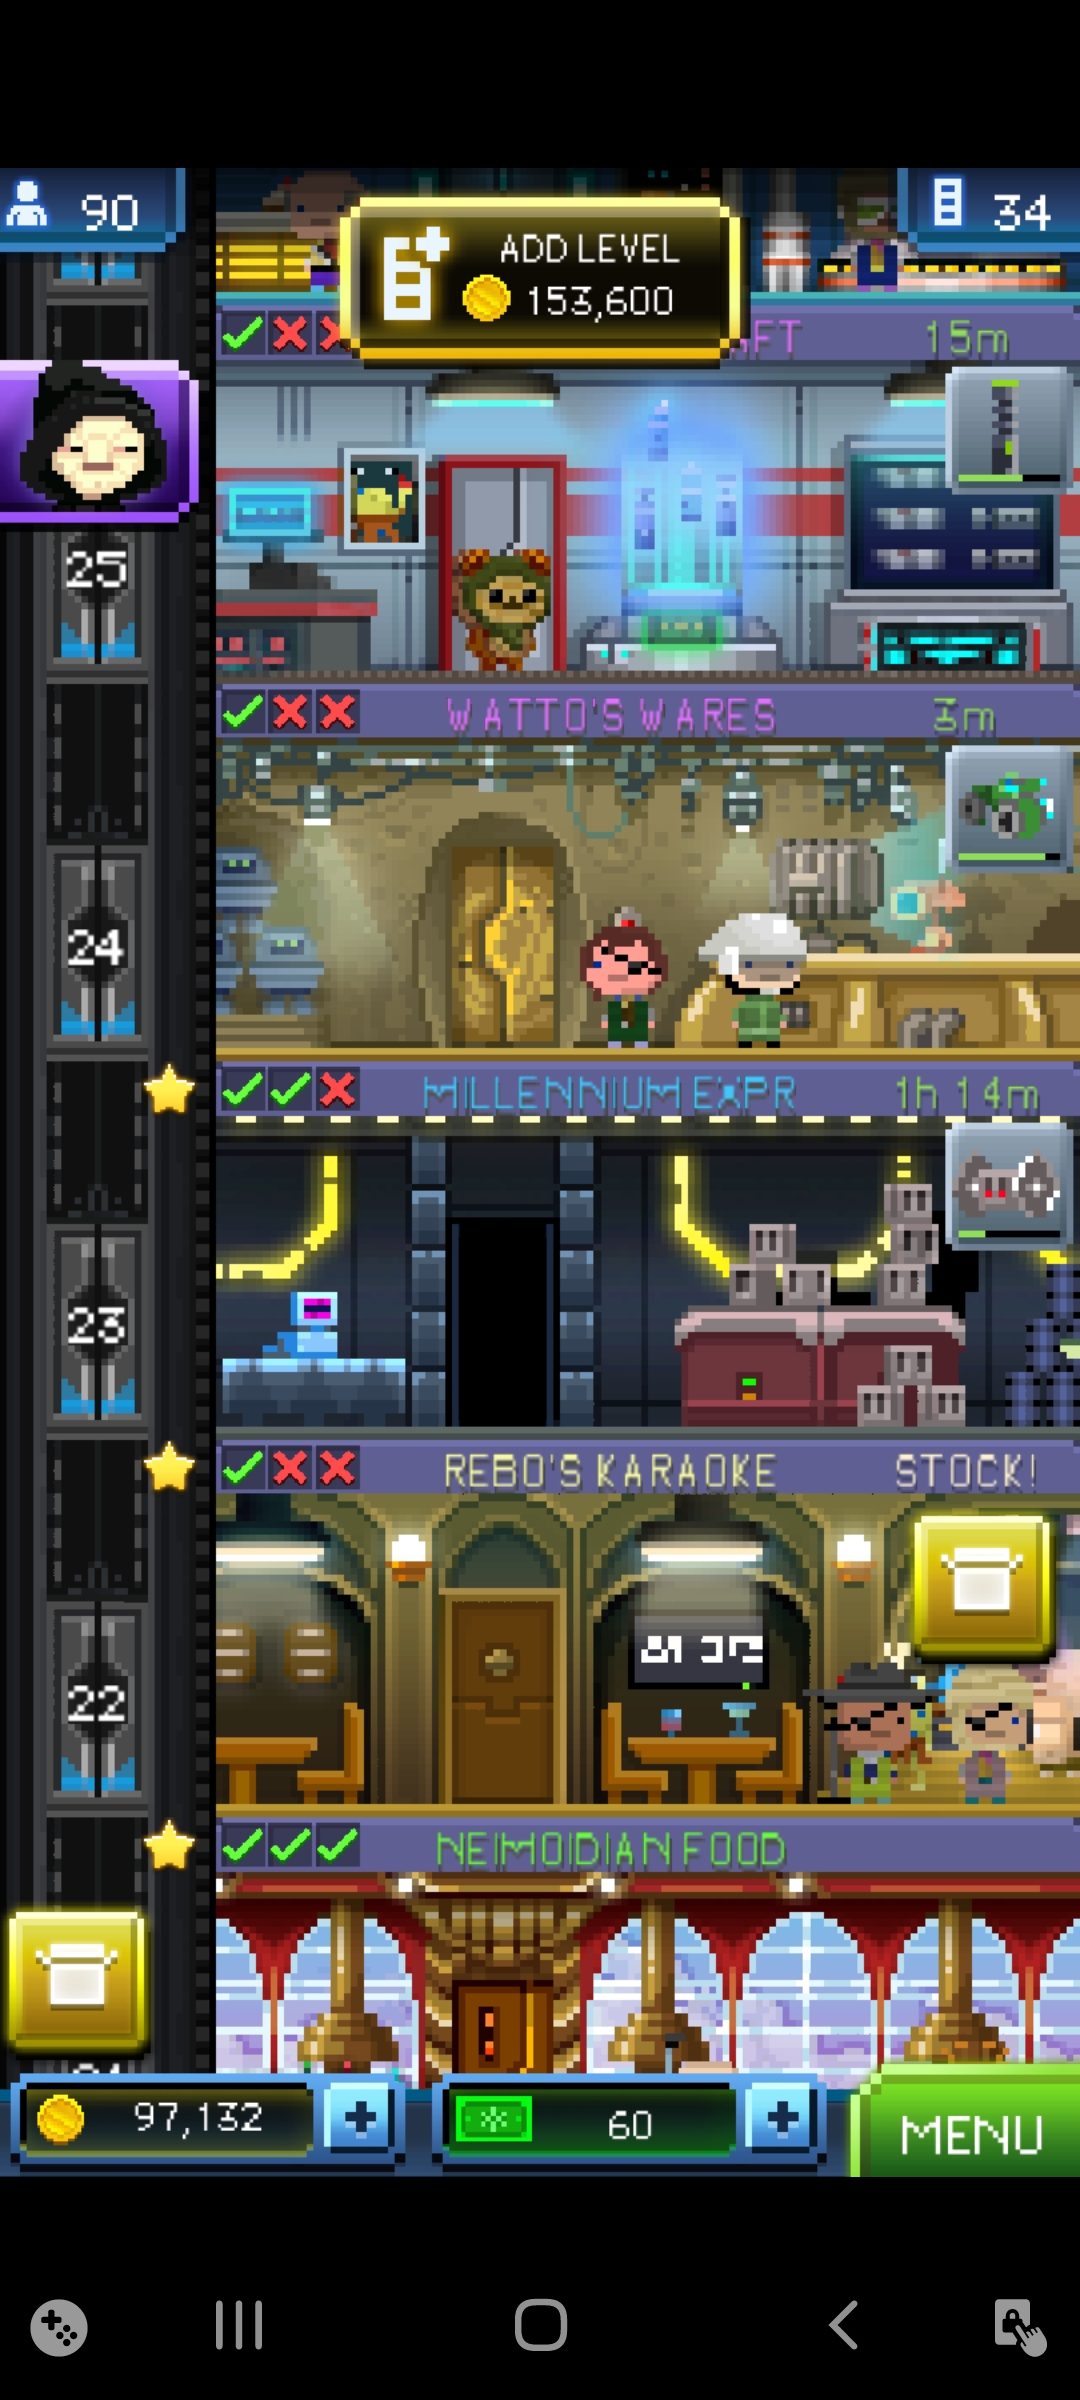 90
ADD LEVEL
153,600
34
FT 15m
25
WATTO'S WARES 3m
24
MILLENNIUM EXPR 1h 14m
23
REBO'S KARAOKE STOCK!
22
NEIMOIDIAN FOOD
97,132
60
MENU